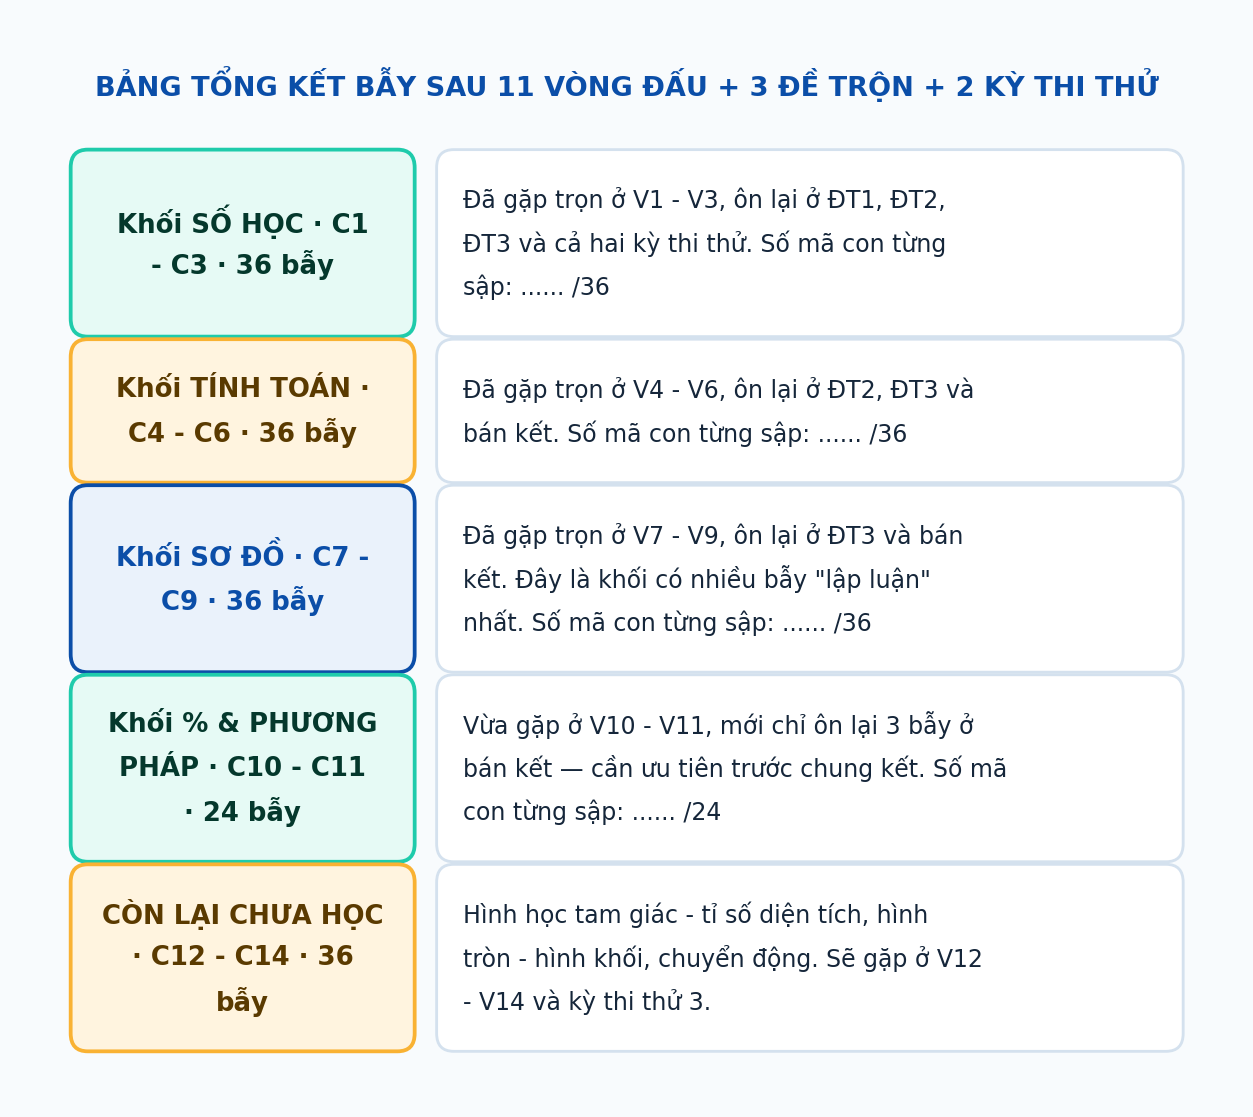 BẢNG TỔNG KẾT BẪY SAU 11 VÒNG ĐẤU + 3 ĐỀ TRỘN + 2 KỲ THI THỬ
Khối SỐ HỌC · C1
- C3 · 36 bẫy
Đã gặp trọn ở V1 - V3, ôn lại ở ĐT1, ĐT2,
ĐT3 và cả hai kỳ thi thử. Số mã con từng
sập: ...... /36
Khối TÍNH TOÁN ·
C4 - C6 · 36 bẫy
Đã gặp trọn ở V4 - V6, ôn lại ở ĐT2, ĐT3 và
bán kết. Số mã con từng sập: ...... /36
Khối SƠ ĐỒ · C7 -
C9 · 36 bẫy
Đã gặp trọn ở V7 - V9, ôn lại ở ĐT3 và bán
kết. Đây là khối có nhiều bẫy "lập luận"
nhất. Số mã con từng sập: ...... /36
Khối % & PHƯƠNG
PHÁP · C10 - C11
· 24 bẫy
Vừa gặp ở V10 - V11, mới chỉ ôn lại 3 bẫy ở
bán kết — cần ưu tiên trước chung kết. Số mã
con từng sập: ...... /24
CÒN LẠI CHƯA HỌC
· C12 - C14 · 36
bẫy
Hình học tam giác - tỉ số diện tích, hình
tròn - hình khối, chuyển động. Sẽ gặp ở V12
- V14 và kỳ thi thử 3.